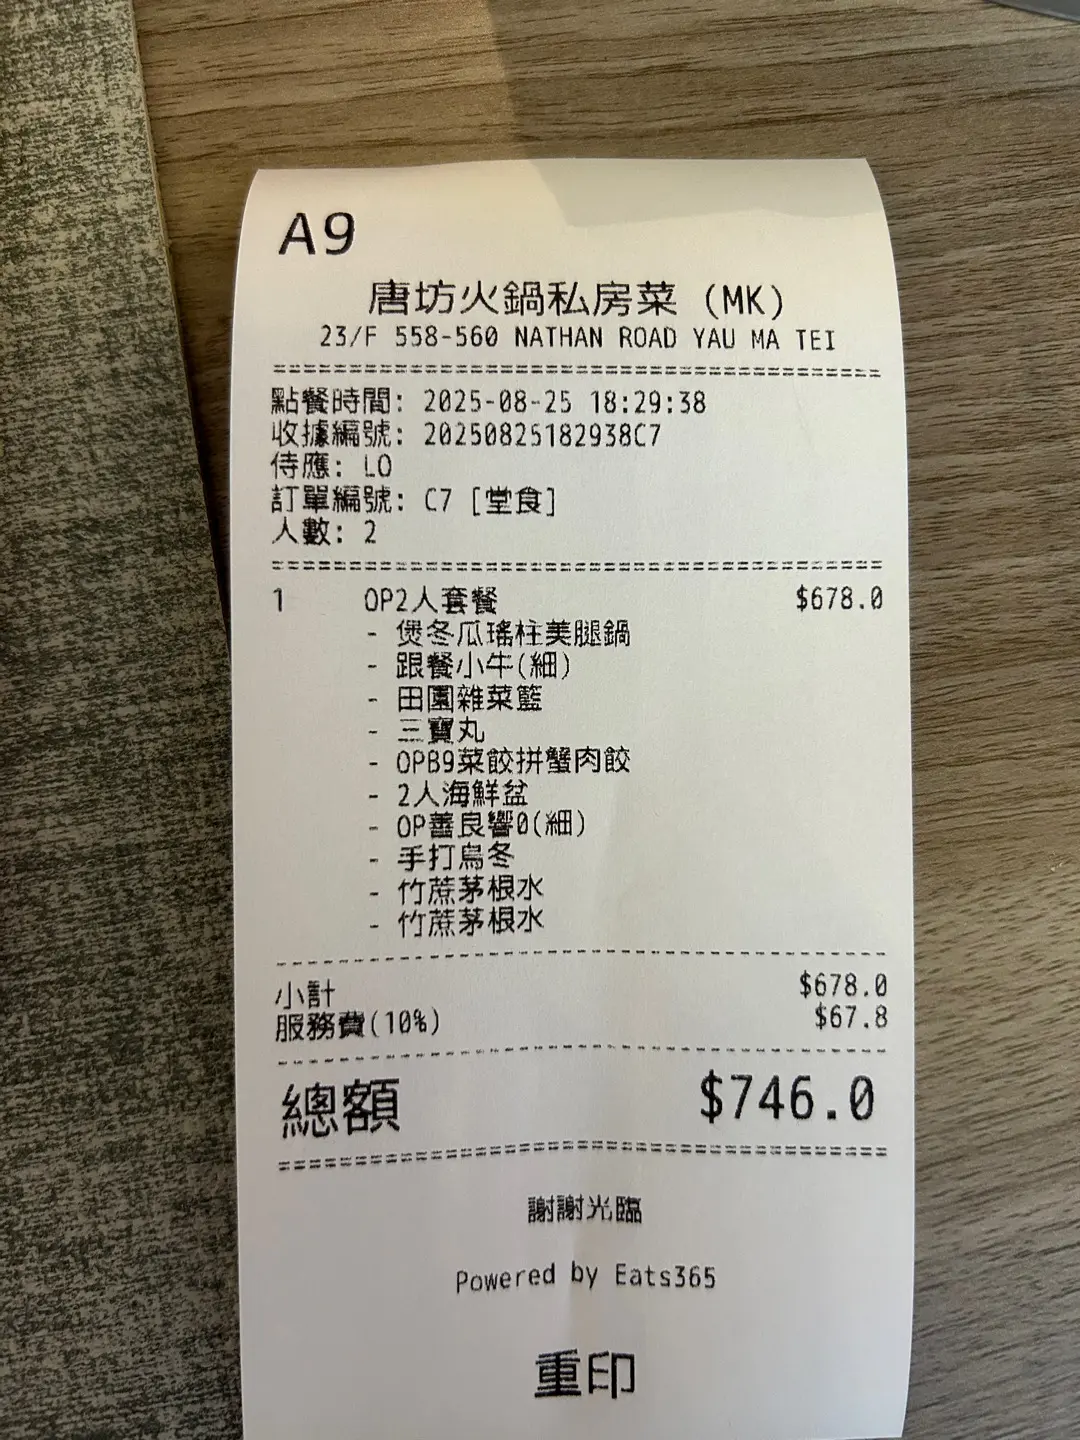 A9
唐坊火鍋私房菜 (MK)
23/F 558-560 NATHAN ROAD YAU MA TEI
點餐時間: 2025-08-25 18:29:38
收據編號: 20250825182938C7
侍應: LO
訂單編號: C7 [堂食]
人數: 2
1 OP2人套餐 $678.0
- 煲冬瓜瑤柱美腿鍋
- 跟餐小牛(細)
- 田園雜菜籃
- 三寶丸
- OPB9菜餃拼蟹肉餃
- 2人海鮮盆
- OP善良響0(細)
- 手打烏冬
- 竹蔗茅根水
- 竹蔗茅根水
小計 $678.0
服務費(10%) $67.8
總額 $746.0
謝謝光臨
Powered by Eats365
重印